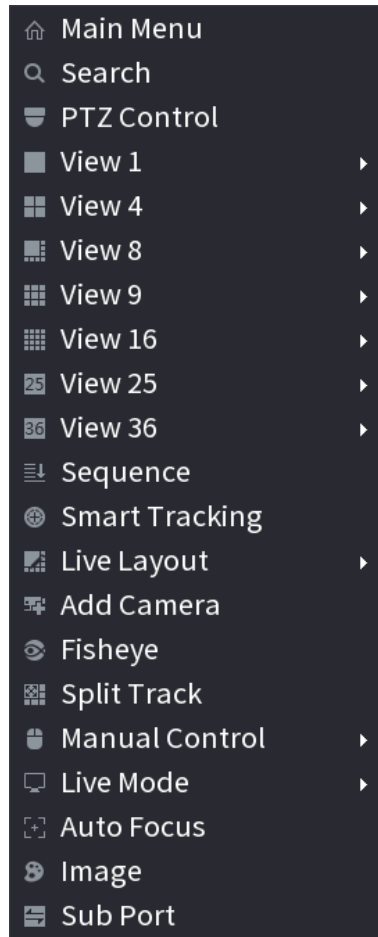 Main Menu
Search
PTZ Control
View 1
View 4
View 8
View 9
View 16
25 View 25
36 View 36
Sequence
Smart Tracking
Live Layout
Add Camera
Fisheye
Split Track
Manual Control
Live Mode
Auto Focus
Image
Sub Port